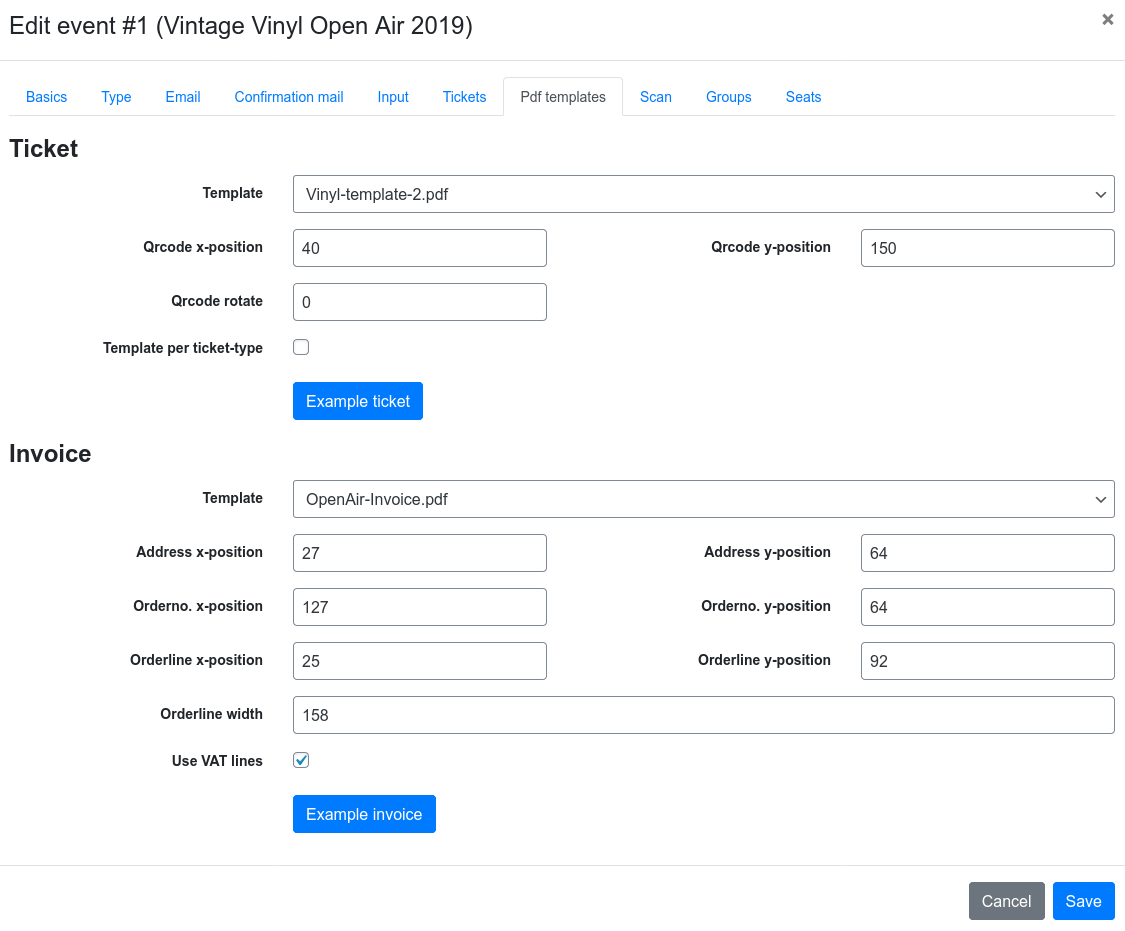 Edit event #1 (Vintage Vinyl Open Air 2019)
×
Basics Type Email Confirmation mail Input Tickets Pdf templates Scan Groups Seats
Ticket
Template Vinyl-template-2.pdf
Qrcode x-position 40 Qrcode y-position 150
Qrcode rotate 0
Template per ticket-type
Example ticket
Invoice
Template OpenAir-Invoice.pdf
Address x-position 27 Address y-position 64
Orderno. x-position 127 Orderno. y-position 64
Orderline x-position 25 Orderline y-position 92
Orderline width 158
Use VAT lines
Example invoice
Cancel Save